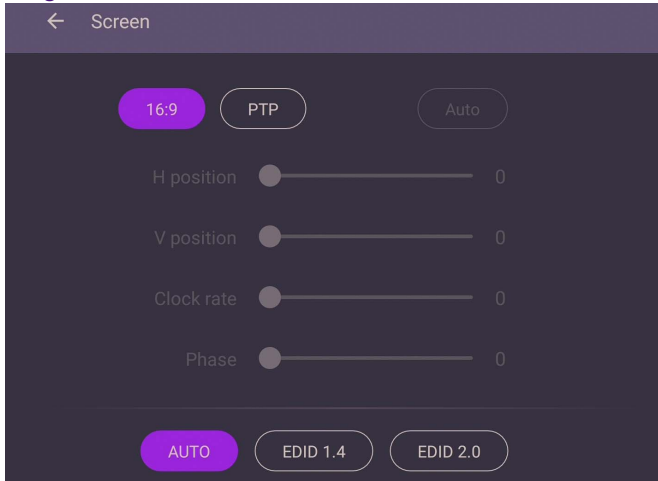 ← Screen
16:9 PTP Auto
H position 0
V position 0
Clock rate 0
Phase 0
AUTO EDID 1.4 EDID 2.0